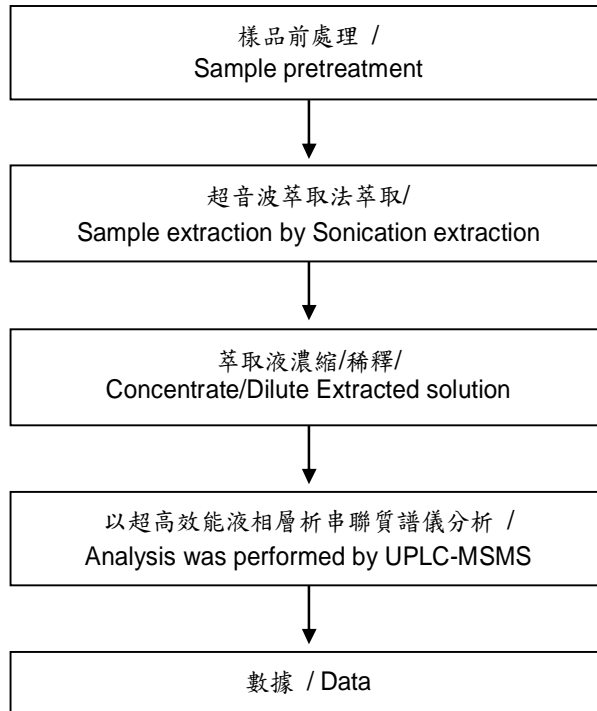 樣品前處理 /
Sample pretreatment
超音波萃取法萃取/
Sample extraction by Sonication extraction
萃取液濃縮/稀釋/
Concentrate/Dilute Extracted solution
以超高效能液相層析串聯質譜儀分析 /
Analysis was performed by UPLC-MSMS
數據 / Data